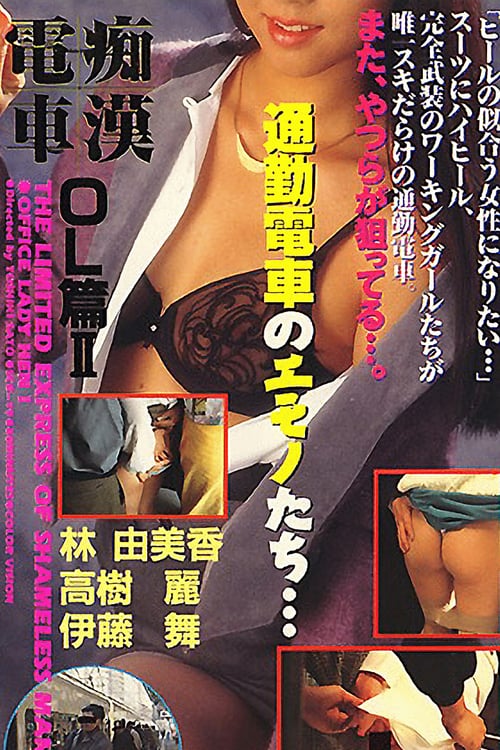 「ヒールの似合う女性になりたい…」
スーツにハイヒール、
完全武装のワーキングガールたちが
唯一スキだらけの通勤電車。
また、やつらが狙ってる…。
通勤電車のエモノたち…
痴漢
電車
OL篇II
THE LIMITED EXPRESS OF SHAMELESS MAN
OFFICE LADY HEN II
林 由美香
高樹 麗
伊藤 舞